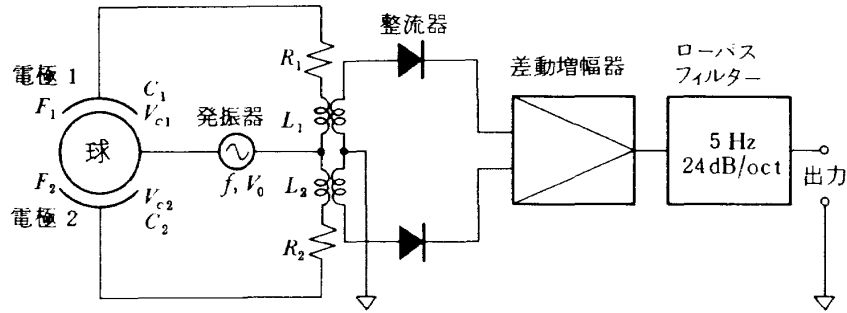 整流器
R₁
電極 1
F₁
C₁
V_c1
発振器
L₁
差動増幅器
ローパス
フィルター
球
5 Hz
24 dB/oct
出力
F₂
V_c2
f, V₀
L₂
電極 2
C₂
R₂